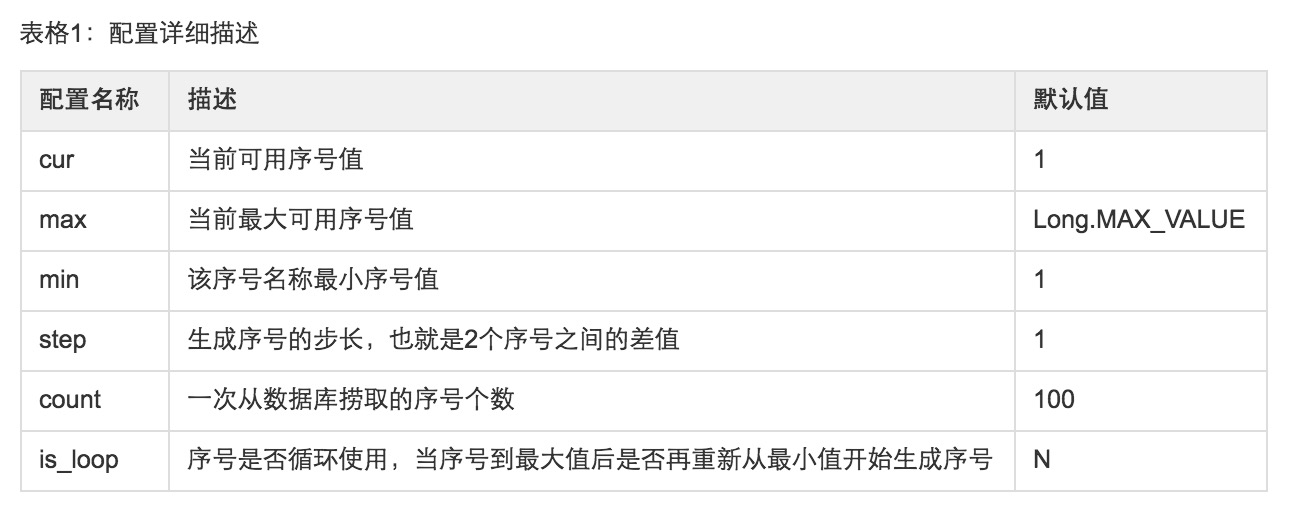 表格1：配置详细描述
配置名称 描述 默认值
cur 当前可用序号值 1
max 当前最大可用序号值 Long.MAX_VALUE
min 该序号名称最小序号值 1
step 生成序号的步长，也就是2个序号之间的差值 1
count 一次从数据库捞取的序号个数 100
is_loop 序号是否循环使用，当序号到最大值后是否再重新从最小值开始生成序号 N